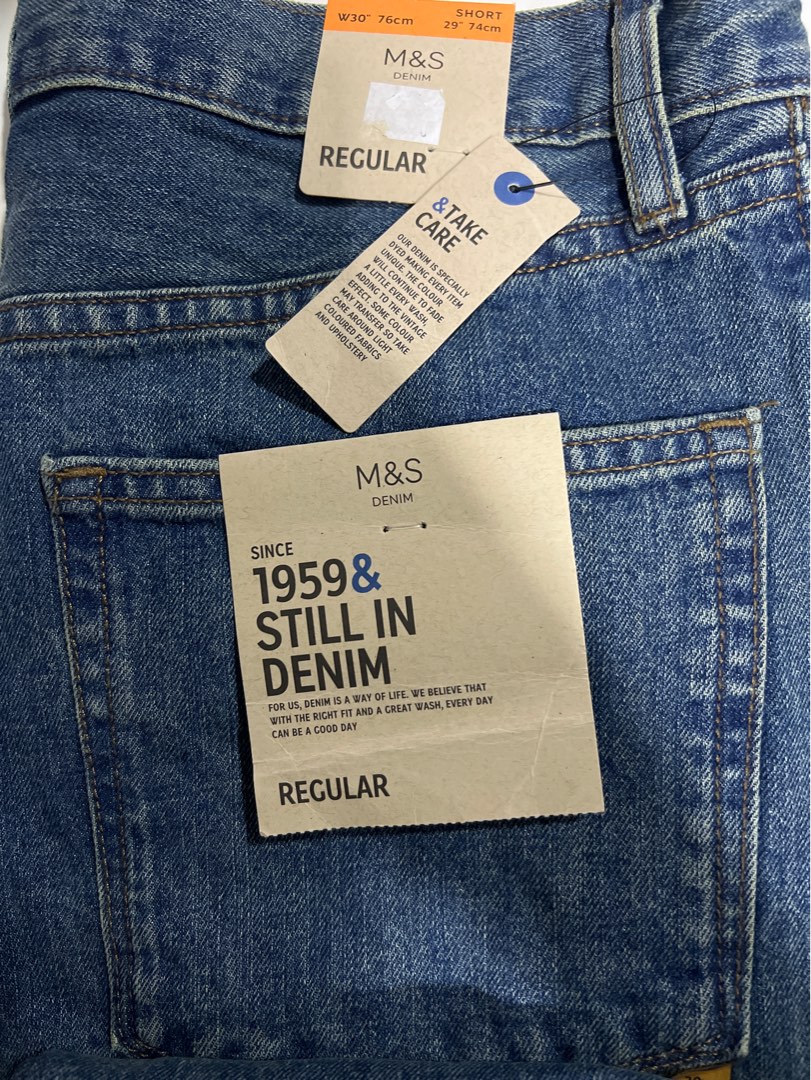 W30" 76cm
SHORT
29" 74cm
M&S
DENIM
REGULAR
&TAKE
CARE
OUR DENIM IS SPECIALLY
DYED MAKING EVERY ITEM
UNIQUE. THE COLOUR
WILL CONTINUE TO FADE
A LITTLE EVERY WASH,
ADDING TO THE VINTAGE
EFFECT. SOME COLOUR
MAY TRANSFER SO TAKE
CARE AROUND LIGHT
COLOURED FABRICS
AND UPHOLSTERY
M&S
DENIM
SINCE
1959&
STILL IN
DENIM
FOR US, DENIM IS A WAY OF LIFE. WE BELIEVE THAT
WITH THE RIGHT FIT AND A GREAT WASH, EVERY DAY
CAN BE A GOOD DAY
REGULAR